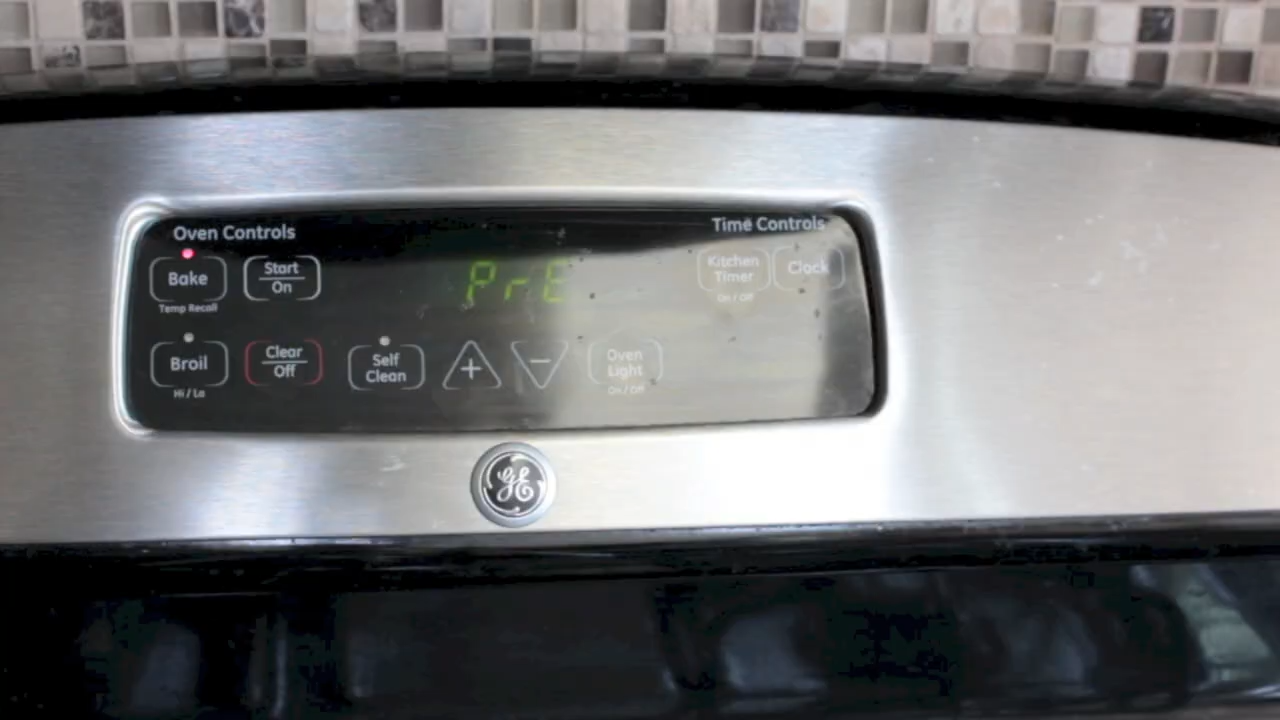 Oven Controls
Time Controls
Bake
Temp Recall
Start
On
PrE
Kitchen
Timer
On / Off
Clock
Broil
Hi / Lo
Clear
Off
Self
Clean
+
−
Oven
Light
On / Off
GE